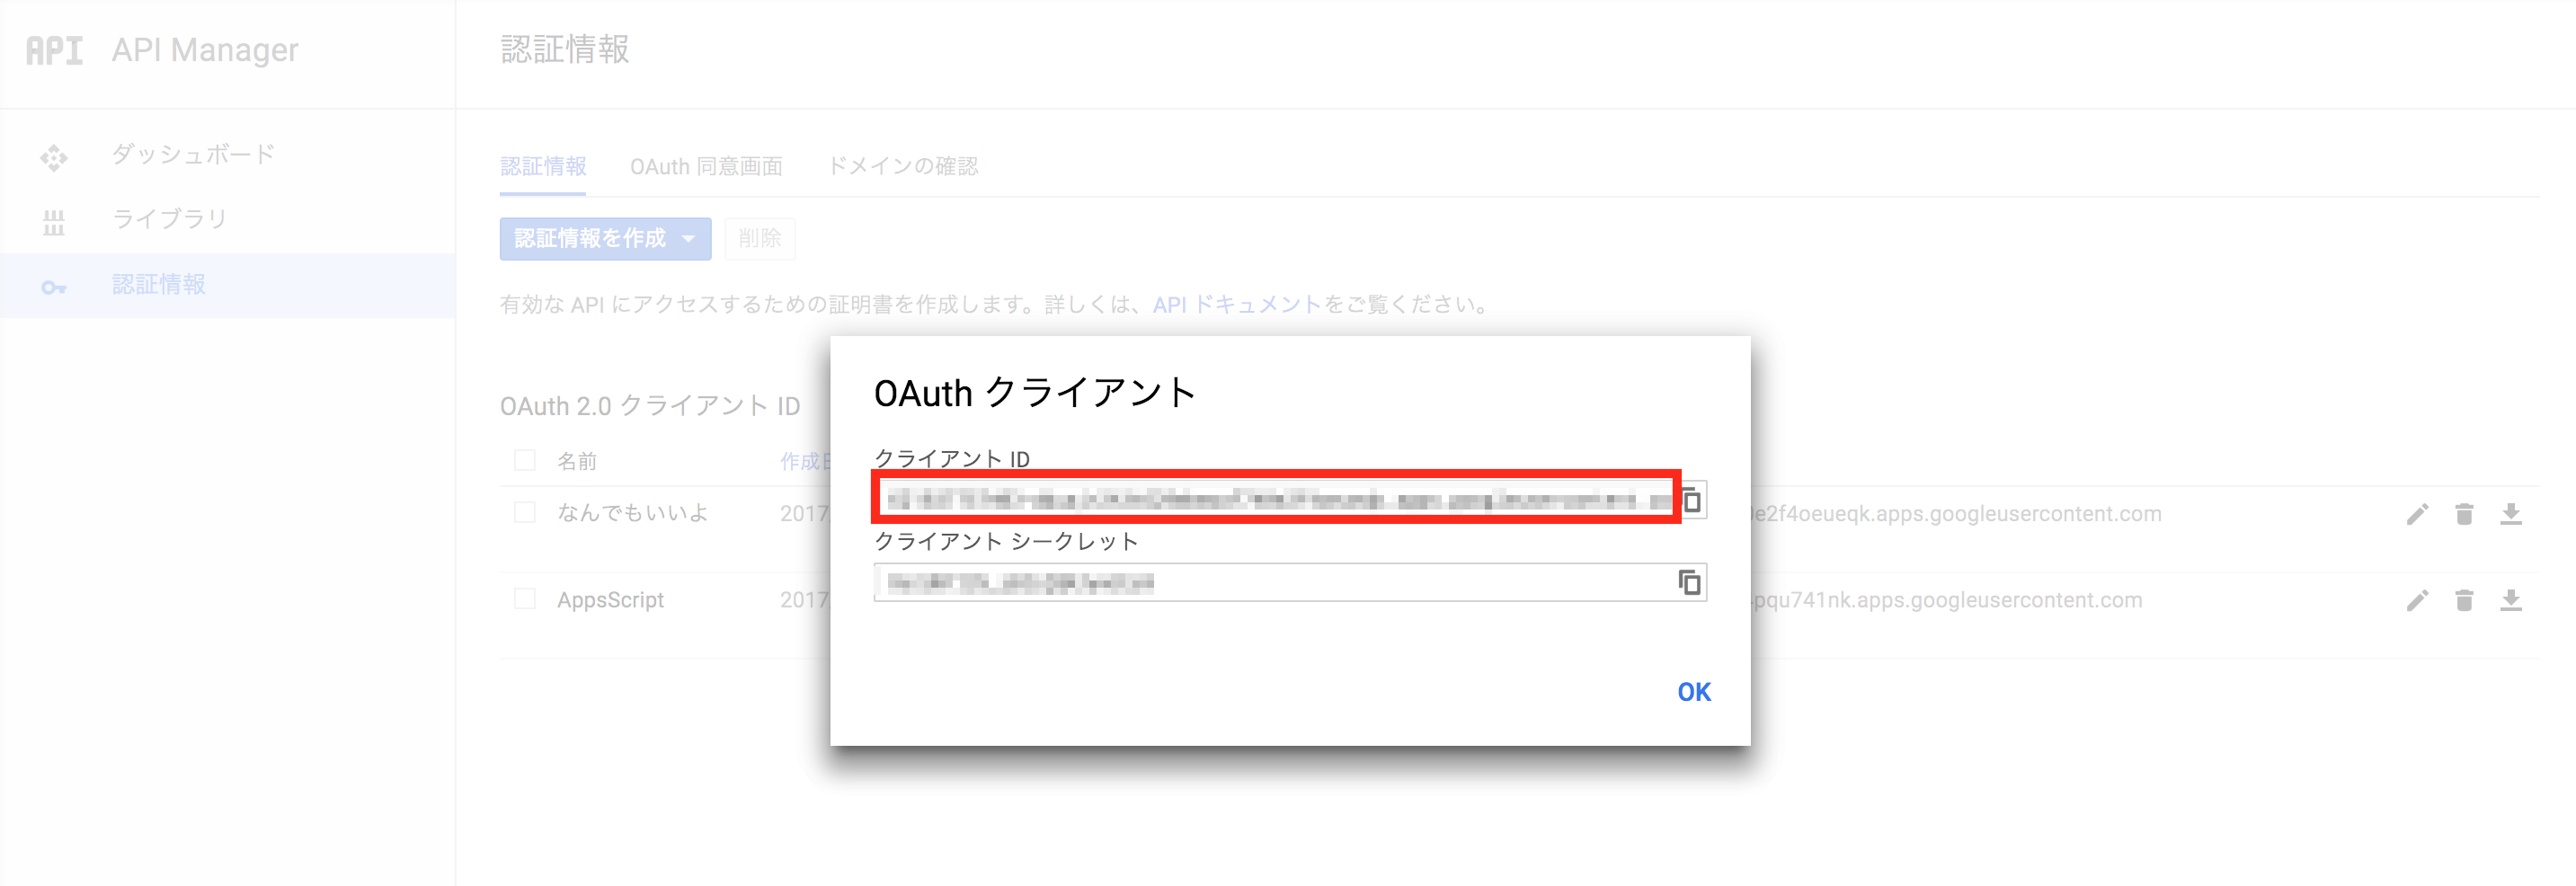 API API Manager
認証情報
ダッシュボード
ライブラリ
認証情報
認証情報 OAuth 同意画面 ドメインの確認
認証情報を作成 削除
有効な API にアクセスするための証明書を作成します。詳しくは、API ドキュメントをご覧ください。
OAuth 2.0 クライアント ID
名前 作成日
なんでもいいよ 2017 e2f4oeueqk.apps.googleusercontent.com
AppsScript 2017 pqu741nk.apps.googleusercontent.com
OAuth クライアント
クライアント ID
クライアント シークレット
OK